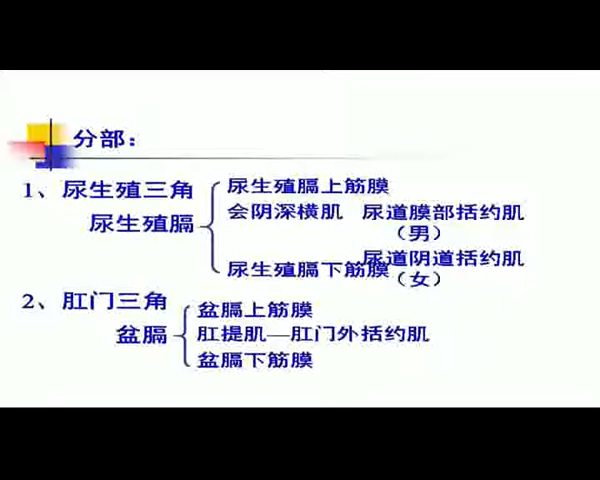 分部：
1、尿生殖三角
尿生殖膈
尿生殖膈上筋膜
会阴深横肌 尿道膜部括约肌
（男）
尿道阴道括约肌
（女）
尿生殖膈下筋膜
2、肛门三角
盆膈
盆膈上筋膜
肛提肌—肛门外括约肌
盆膈下筋膜